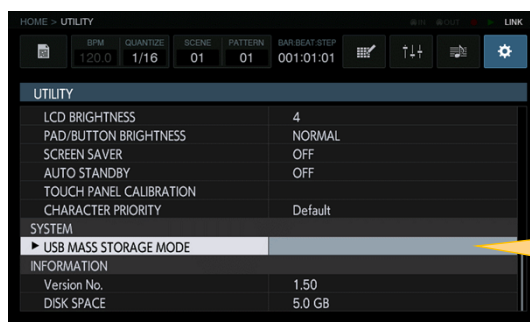 HOME > UTILITY IN OUT LINK
BPM QUANTIZE SCENE PATTERN BAR:BEAT:STEP
120.0 1/16 01 01 001:01:01
UTILITY
LCD BRIGHTNESS 4
PAD/BUTTON BRIGHTNESS NORMAL
SCREEN SAVER OFF
AUTO STANDBY OFF
TOUCH PANEL CALIBRATION
CHARACTER PRIORITY Default
SYSTEM
USB MASS STORAGE MODE
INFORMATION
Version No. 1.50
DISK SPACE 5.0 GB